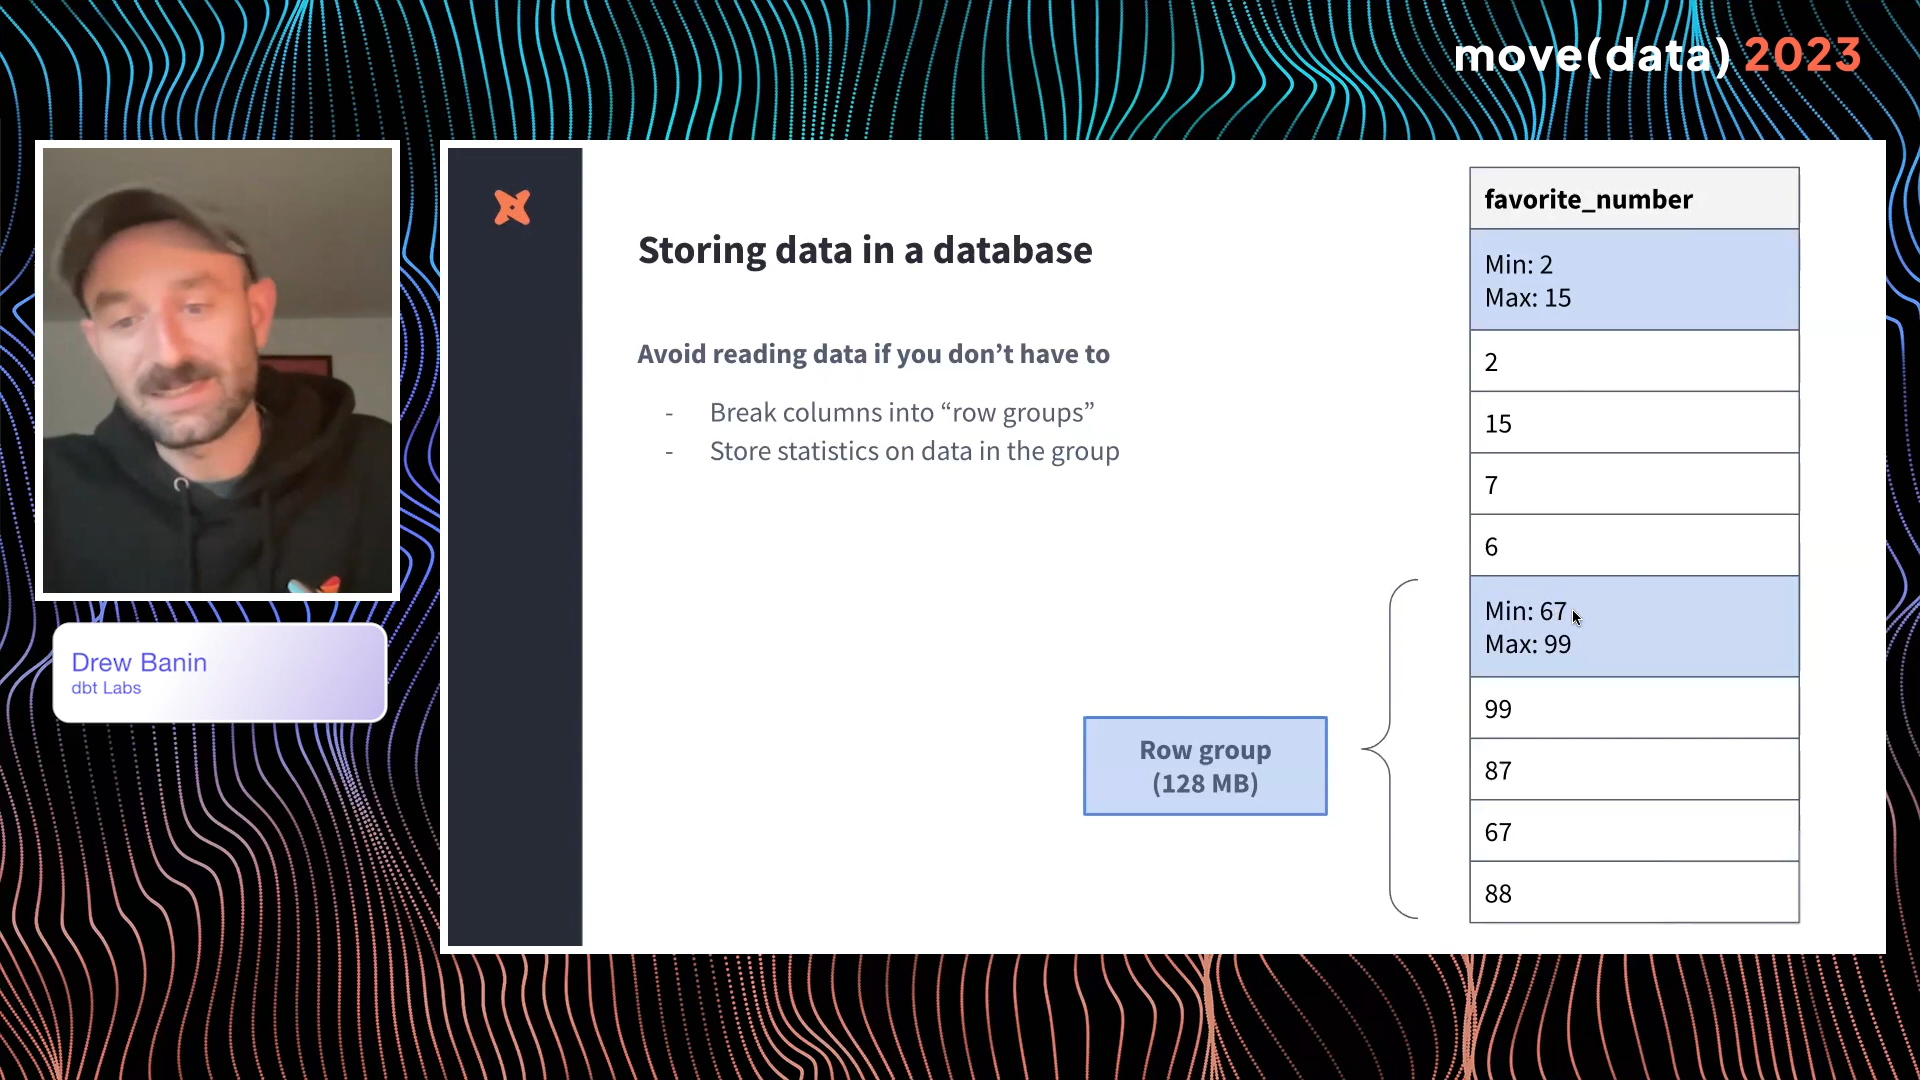 move(data) 2023
Drew Banin
dbt Labs
Storing data in a database
Avoid reading data if you don’t have to
- Break columns into “row groups”
- Store statistics on data in the group
Row group
(128 MB)
favorite_number
Min: 2
Max: 15
2
15
7
6
Min: 67
Max: 99
99
87
67
88